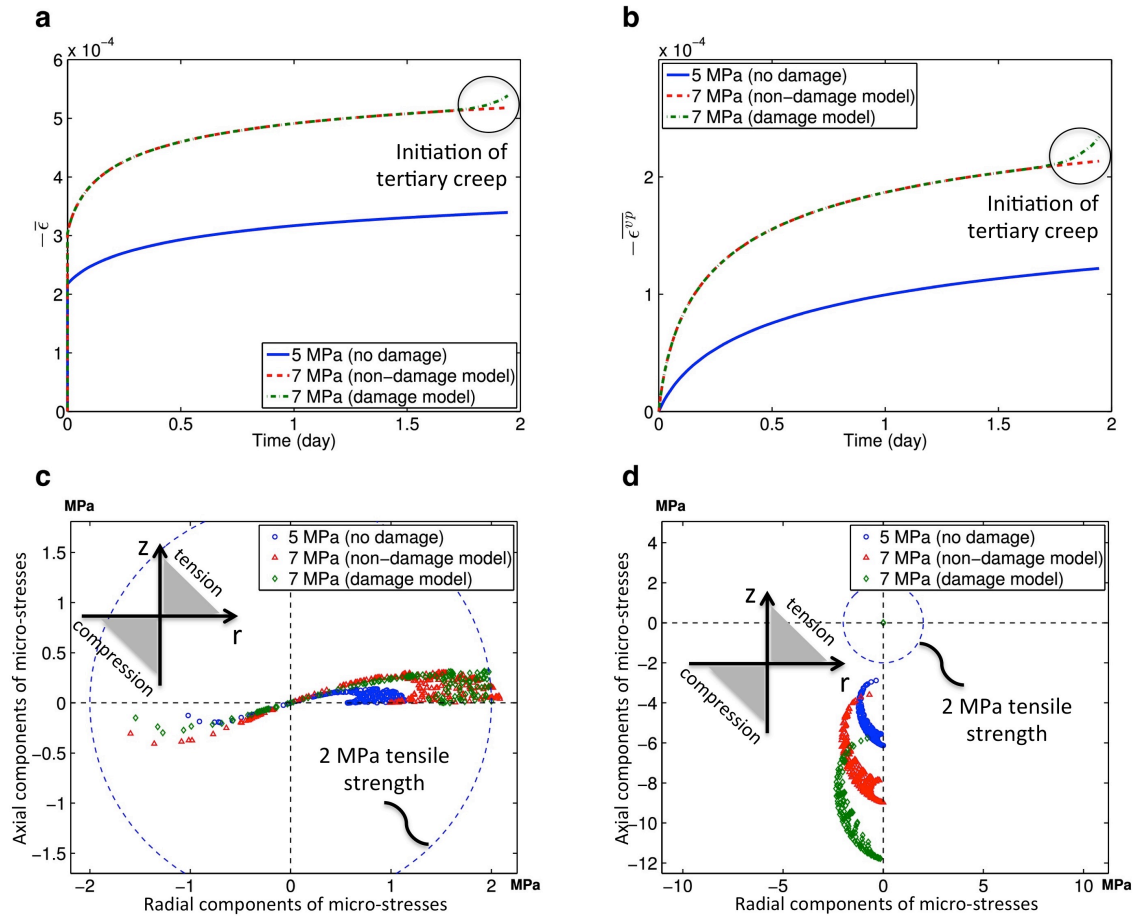 a
x 10⁻⁴
6
5
4
3
2
1
0
−ε̅
Initiation of
tertiary creep
5 MPa (no damage)
7 MPa (non−damage model)
7 MPa (damage model)
0 0.5 1 1.5 2
Time (day)
b
x 10⁻⁴
5 MPa (no damage)
7 MPa (non−damage model)
7 MPa (damage model)
2
1
0
−ε̅ᵛᵖ
Initiation of
tertiary creep
0 0.5 1 1.5 2
Time (day)
c
MPa
5 MPa (no damage)
7 MPa (non−damage model)
7 MPa (damage model)
z
tension
r
compression
1.5
1
0.5
0
−0.5
−1
−1.5
Axial components of micro-stresses
2 MPa tensile
strength
−2 −1 0 1 2 MPa
Radial components of micro-stresses
d
MPa
5 MPa (no damage)
7 MPa (non−damage model)
7 MPa (damage model)
z
tension
r
compression
4
2
0
−2
−4
−6
−8
−10
−12
Axial components of micro-stresses
2 MPa tensile
strength
−10 −5 0 5 10 MPa
Radial components of micro-stresses